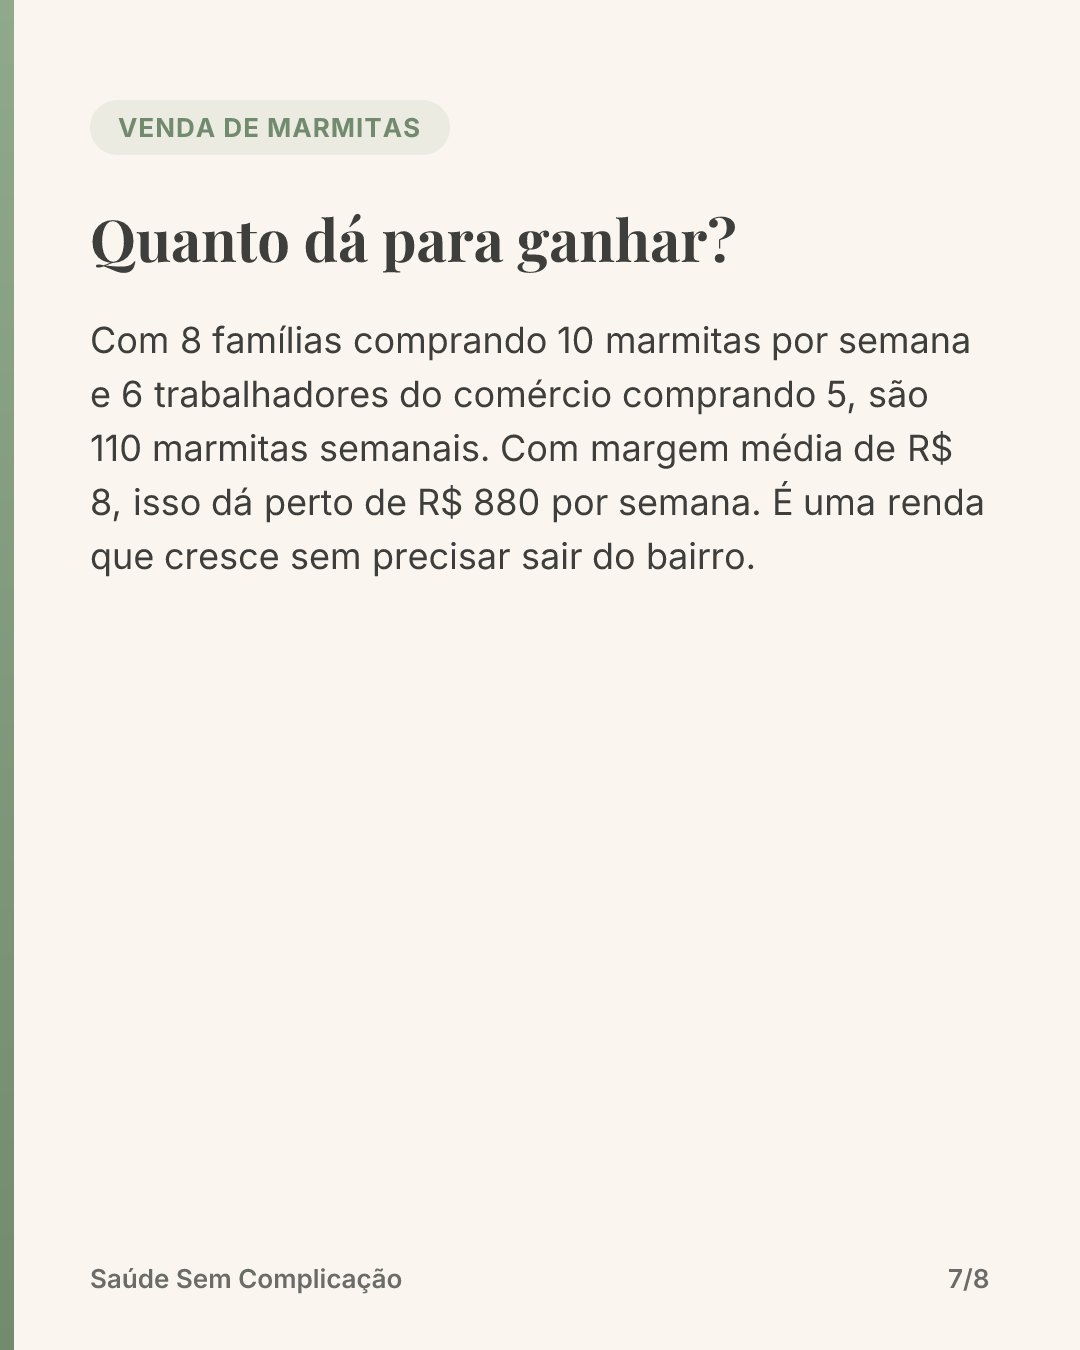 VENDA DE MARMITAS
Quanto dá para ganhar?
Com 8 famílias comprando 10 marmitas por semana
e 6 trabalhadores do comércio comprando 5, são
110 marmitas semanais. Com margem média de R$
8, isso dá perto de R$ 880 por semana. É uma renda
que cresce sem precisar sair do bairro.
Saúde Sem Complicação
7/8